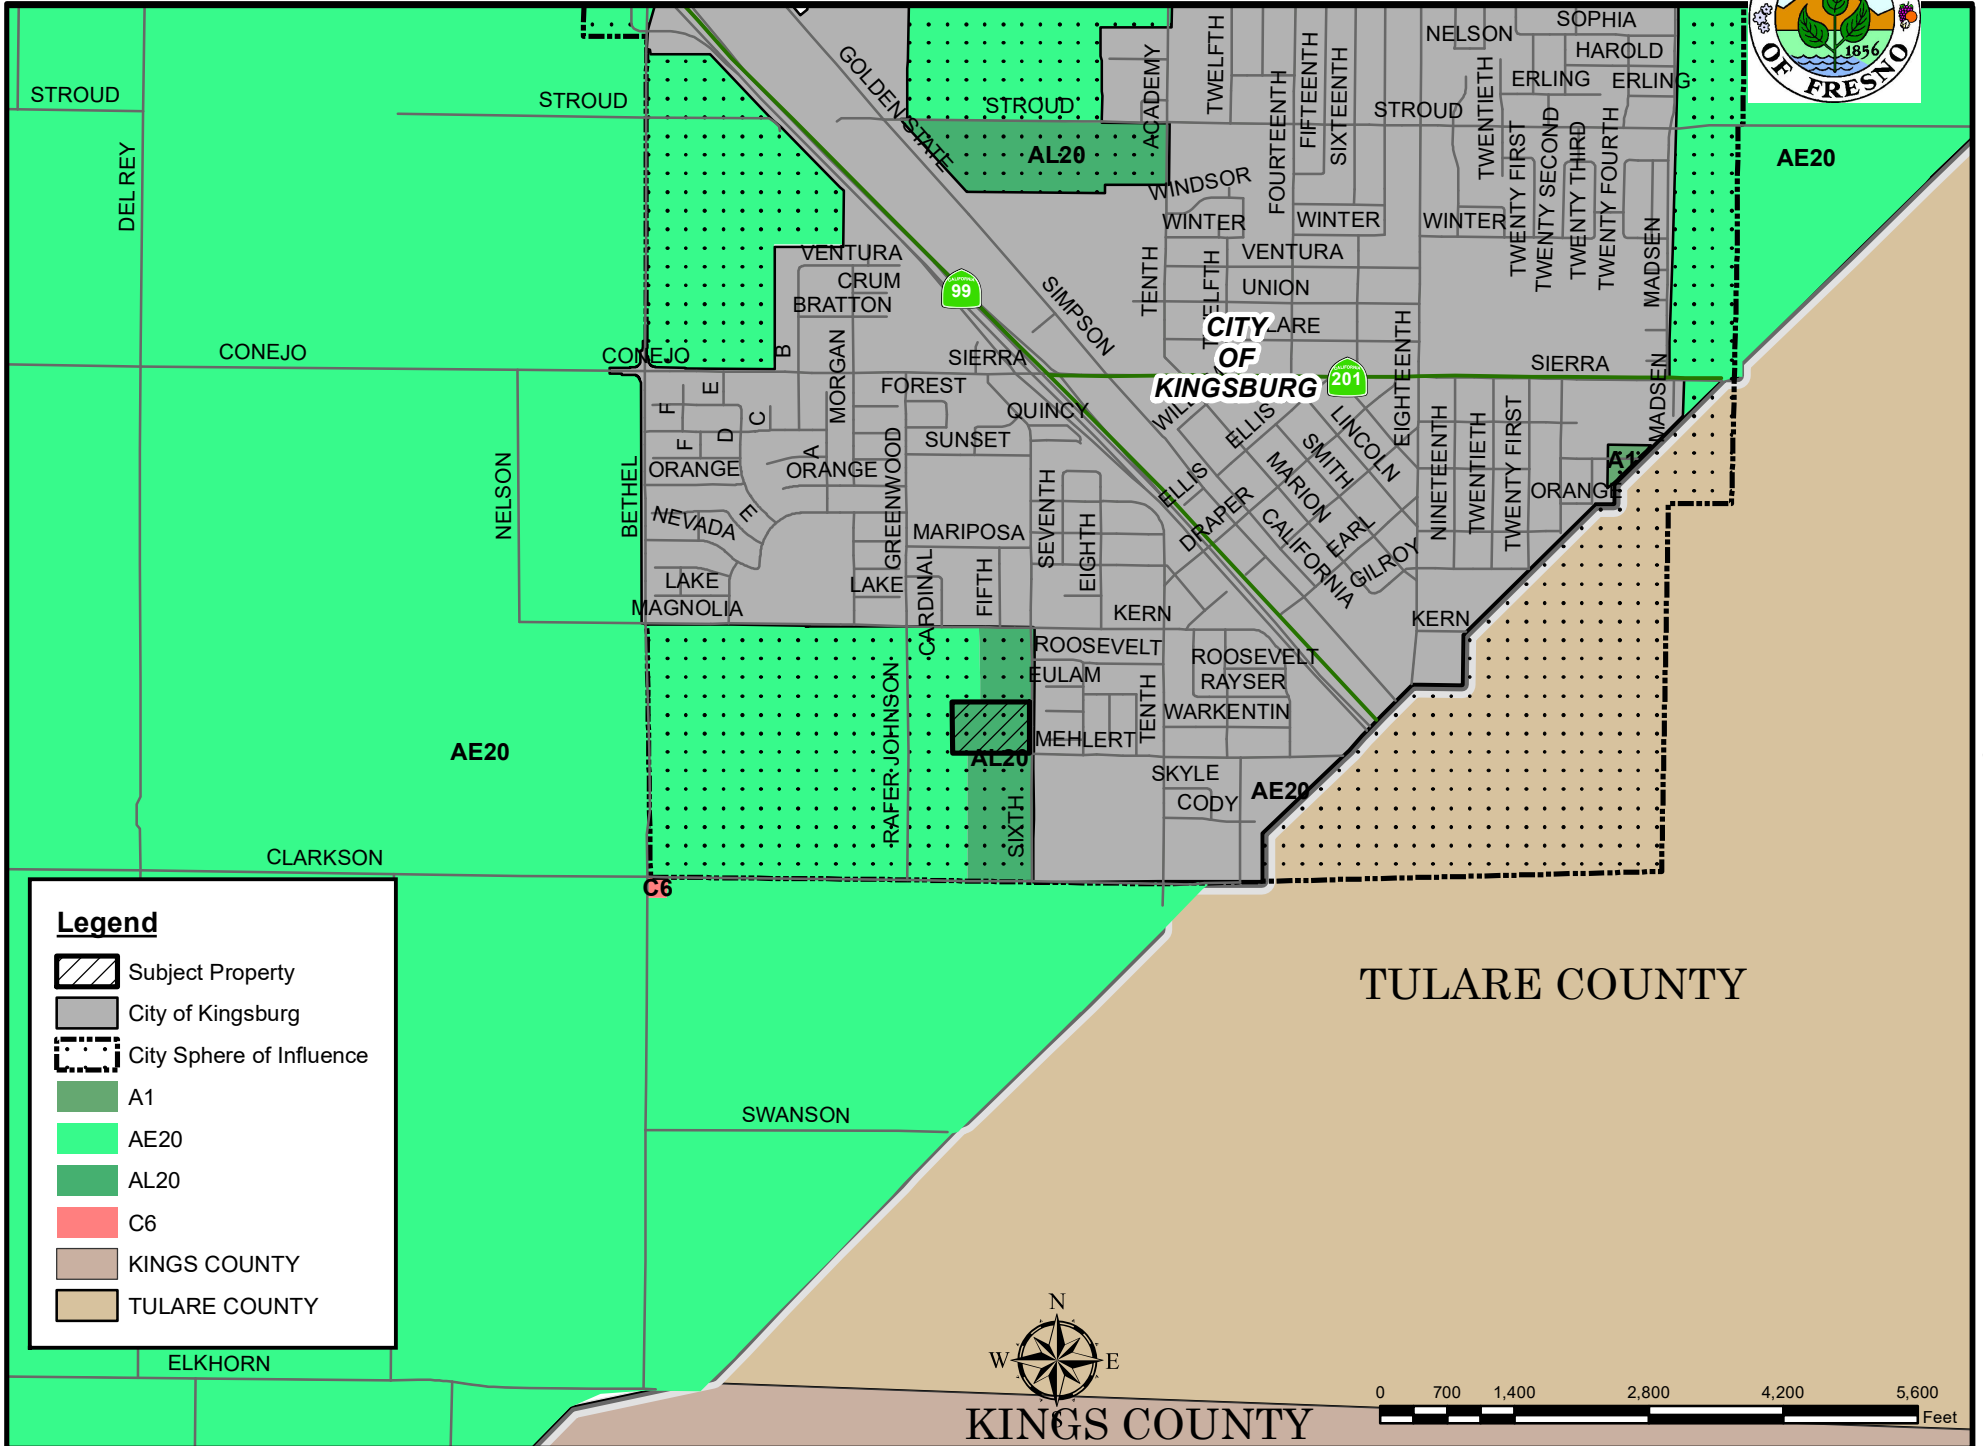 SOPHIA
NELSON
HAROLD
ERLING
ERLING
1856
OF FRESNO
STROUD
STROUD
STROUD
STROUD
GOLDEN STATE
ACADEMY
TWELFTH
FOURTEENTH
FIFTEENTH
SIXTEENTH
TWENTIETH
TWENTY FIRST
TWENTY SECOND
TWENTY THIRD
TWENTY FOURTH
MADSEN
DEL REY
AL20
AE20
WINDSOR
WINTER
WINTER
WINTER
VENTURA
VENTURA
CRUM
BRATTON
CALIFORNIA
99
SIMPSON
TENTH
TWELFTH
UNION
LARE
CITY
OF
KINGSBURG
CALIFORNIA
201
EIGHTEENTH
CONEJO
CONEJO
B
MORGAN
SIERRA
SIERRA
MADSEN
FOREST
QUINCY
SUNSET
E
F
C
D
F
A
ORANGE
ORANGE
ORANGE
GREENWOOD
NELSON
BETHEL
NEVADA
E
MARIPOSA
SEVENTH
EIGHTH
ELLIS
ELLIS
DRAPER
SMITH
LINCOLN
MARION
CALIFORNIA
EARL
GILROY
NINETEENTH
TWENTIETH
TWENTY FIRST
A1
LAKE
LAKE
MAGNOLIA
CARDINAL
FIFTH
KERN
KERN
ROOSEVELT
ROOSEVELT
EULAM
RAYSER
TENTH
WARKENTIN
MEHLERT
RAFER JOHNSON
AL20
SIXTH
SKYLE
CODY
AE20
AE20
CLARKSON
C6
SWANSON
ELKHORN
TULARE COUNTY
KINGS COUNTY
Legend
Subject Property
City of Kingsburg
City Sphere of Influence
A1
AE20
AL20
C6
KINGS COUNTY
TULARE COUNTY
N
W E
S
0 700 1,400 2,800 4,200 5,600
Feet